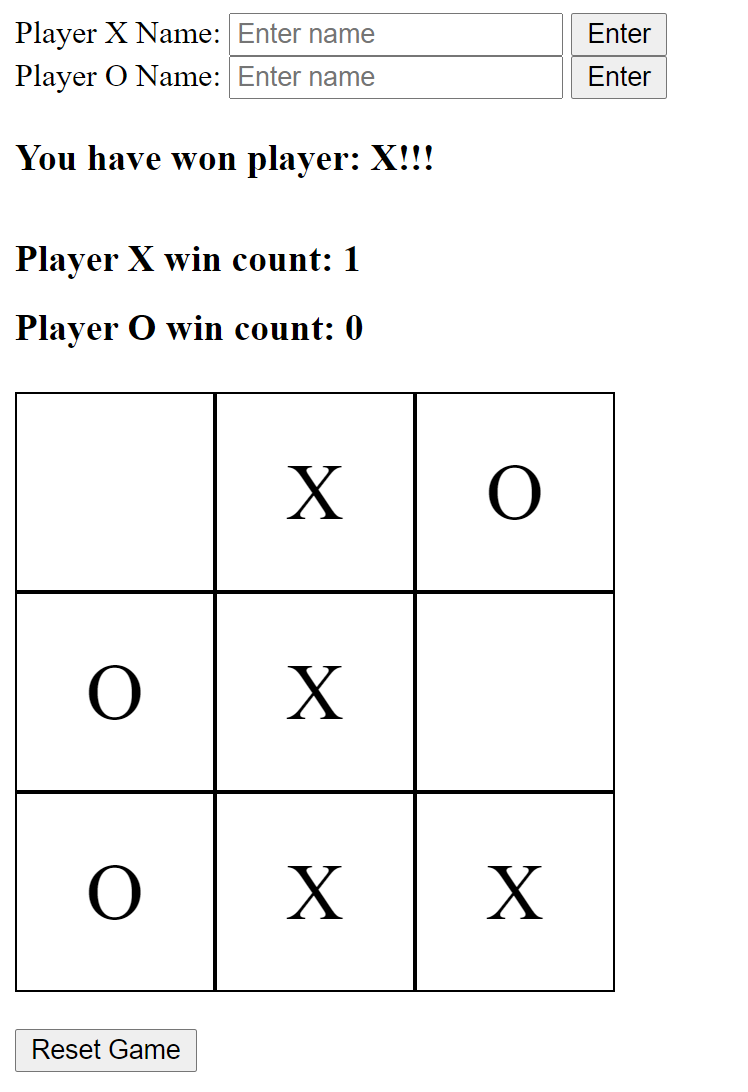 Player X Name: Enter name Enter
Player O Name: Enter name Enter
You have won player: X!!!
Player X win count: 1
Player O win count: 0
X O
O X
O X X
Reset Game